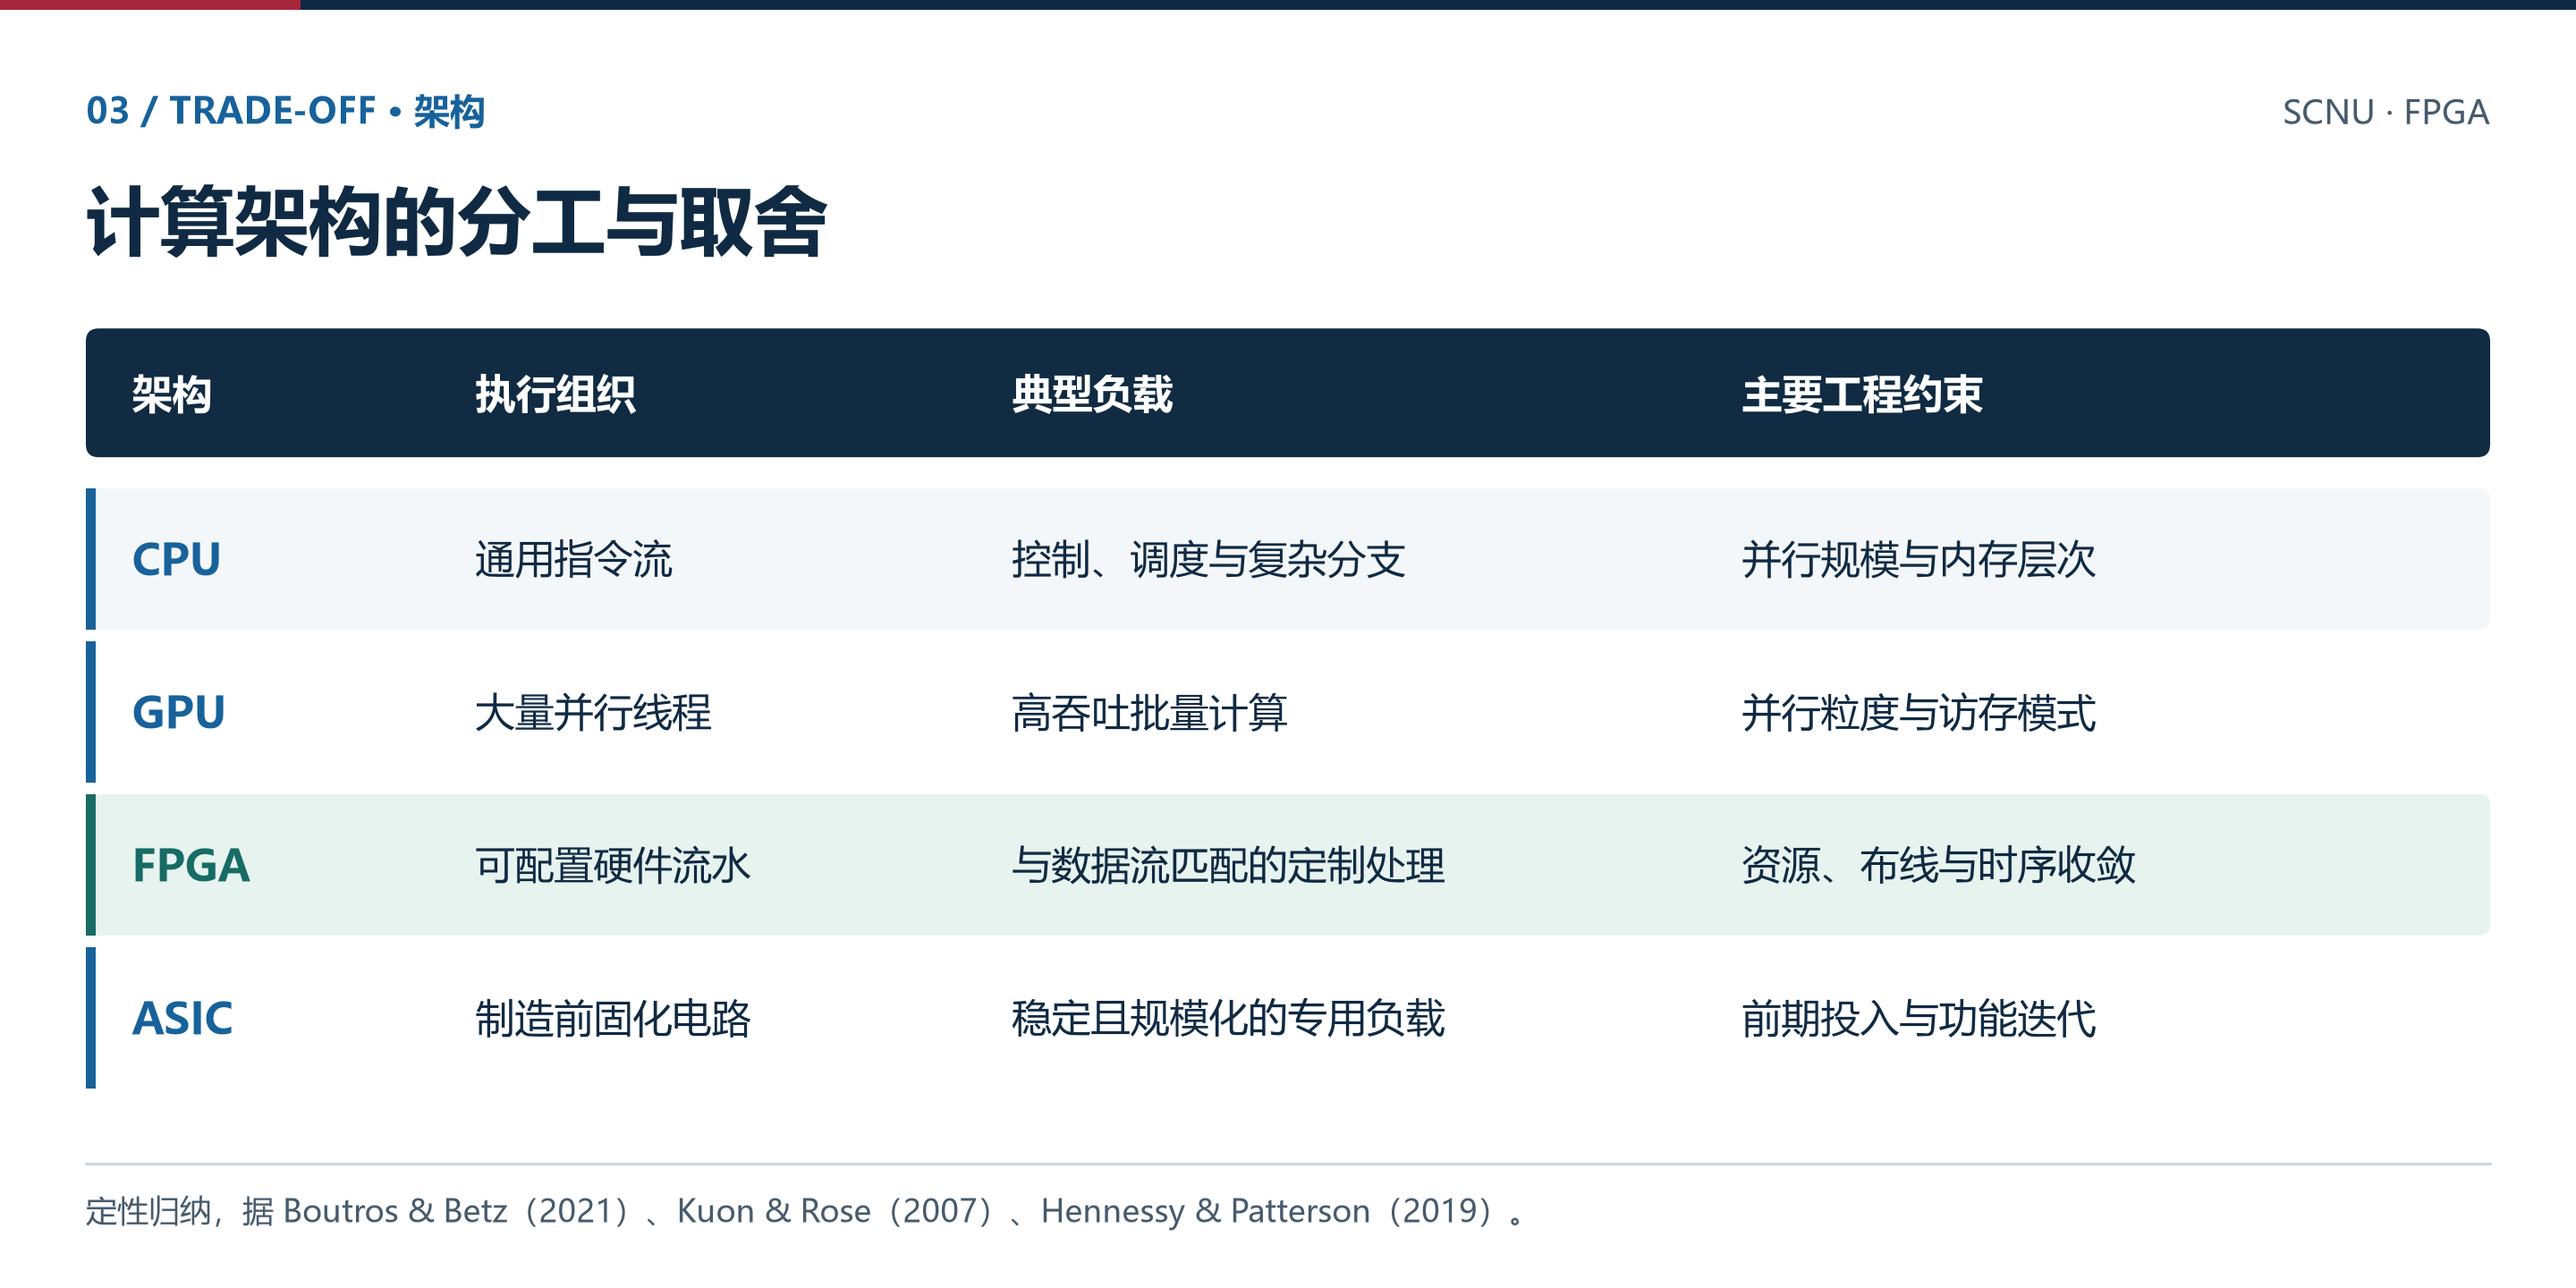 03 / TRADE-OFF • 架构
SCNU · FPGA
计算架构的分工与取舍
架构 执行组织 典型负载 主要工程约束
CPU 通用指令流 控制、调度与复杂分支 并行规模与内存层次
GPU 大量并行线程 高吞吐批量计算 并行粒度与访存模式
FPGA 可配置硬件流水 与数据流匹配的定制处理 资源、布线与时序收敛
ASIC 制造前固化电路 稳定且规模化的专用负载 前期投入与功能迭代
定性归纳，据 Boutros & Betz（2021）、Kuon & Rose（2007）、Hennessy & Patterson（2019）。